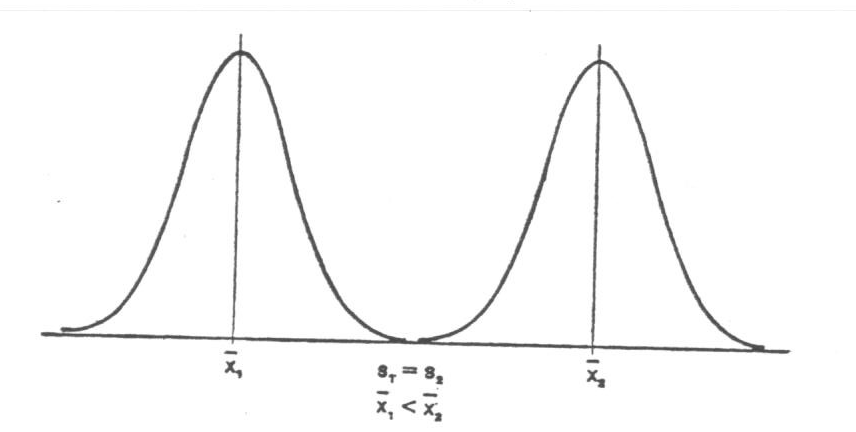 x̄₁
s₁ = s₂
x̄₁ < x̄₂
x̄₂